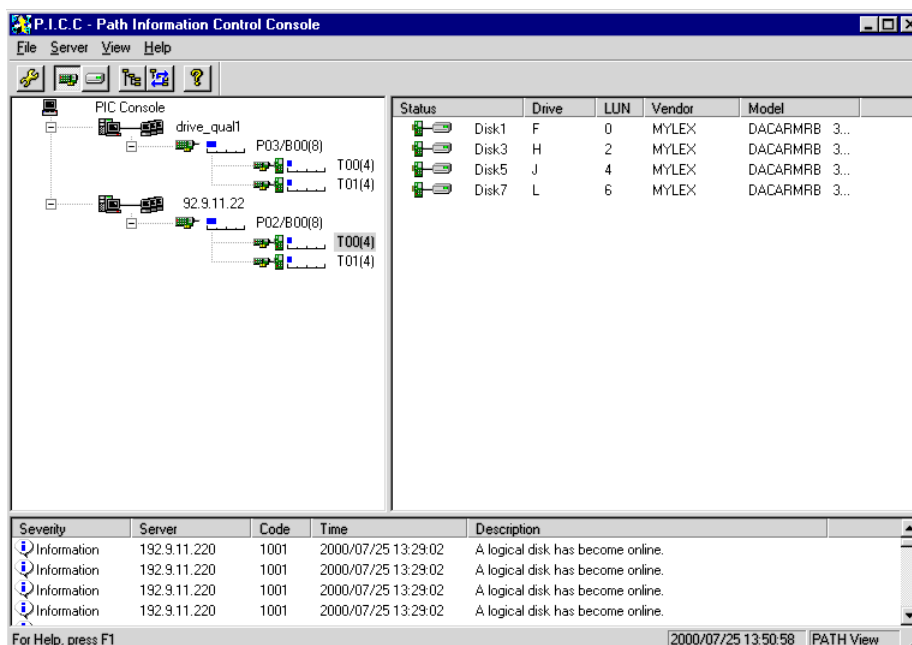 P.I.C.C - Path Information Control Console
File Server View Help
PIC Console
drive_qual1
P03/B00(8)
T00(4)
T01(4)
92.9.11.22
P02/B00(8)
T00(4)
T01(4)
Status Drive LUN Vendor Model
Disk1 F 0 MYLEX DACARMRB 3...
Disk3 H 2 MYLEX DACARMRB 3...
Disk5 J 4 MYLEX DACARMRB 3...
Disk7 L 6 MYLEX DACARMRB 3...
Severity Server Code Time Description
Information 192.9.11.220 1001 2000/07/25 13:29:02 A logical disk has become online.
Information 192.9.11.220 1001 2000/07/25 13:29:02 A logical disk has become online.
Information 192.9.11.220 1001 2000/07/25 13:29:02 A logical disk has become online.
Information 192.9.11.220 1001 2000/07/25 13:29:02 A logical disk has become online.
For Help, press F1 2000/07/25 13:50:58 PATH View